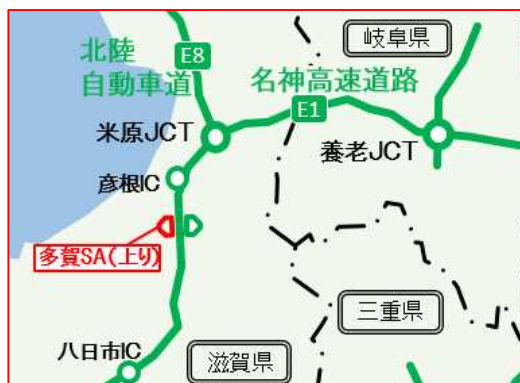 岐阜県
北陸
自動車道
E8
名神高速道路
E1
米原JCT
養老JCT
彦根IC
多賀SA(上り)
三重県
八日市IC
滋賀県